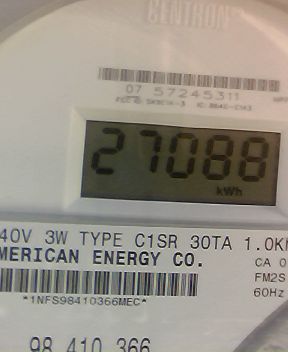 CENTRON
07 57245311
27088
kWh
40V 3W TYPE C1SR 30TA 1.0K
MERICAN ENERGY CO.
CA 0
FM2S
60Hz
*1NFS98410366MEC*
98 410 366